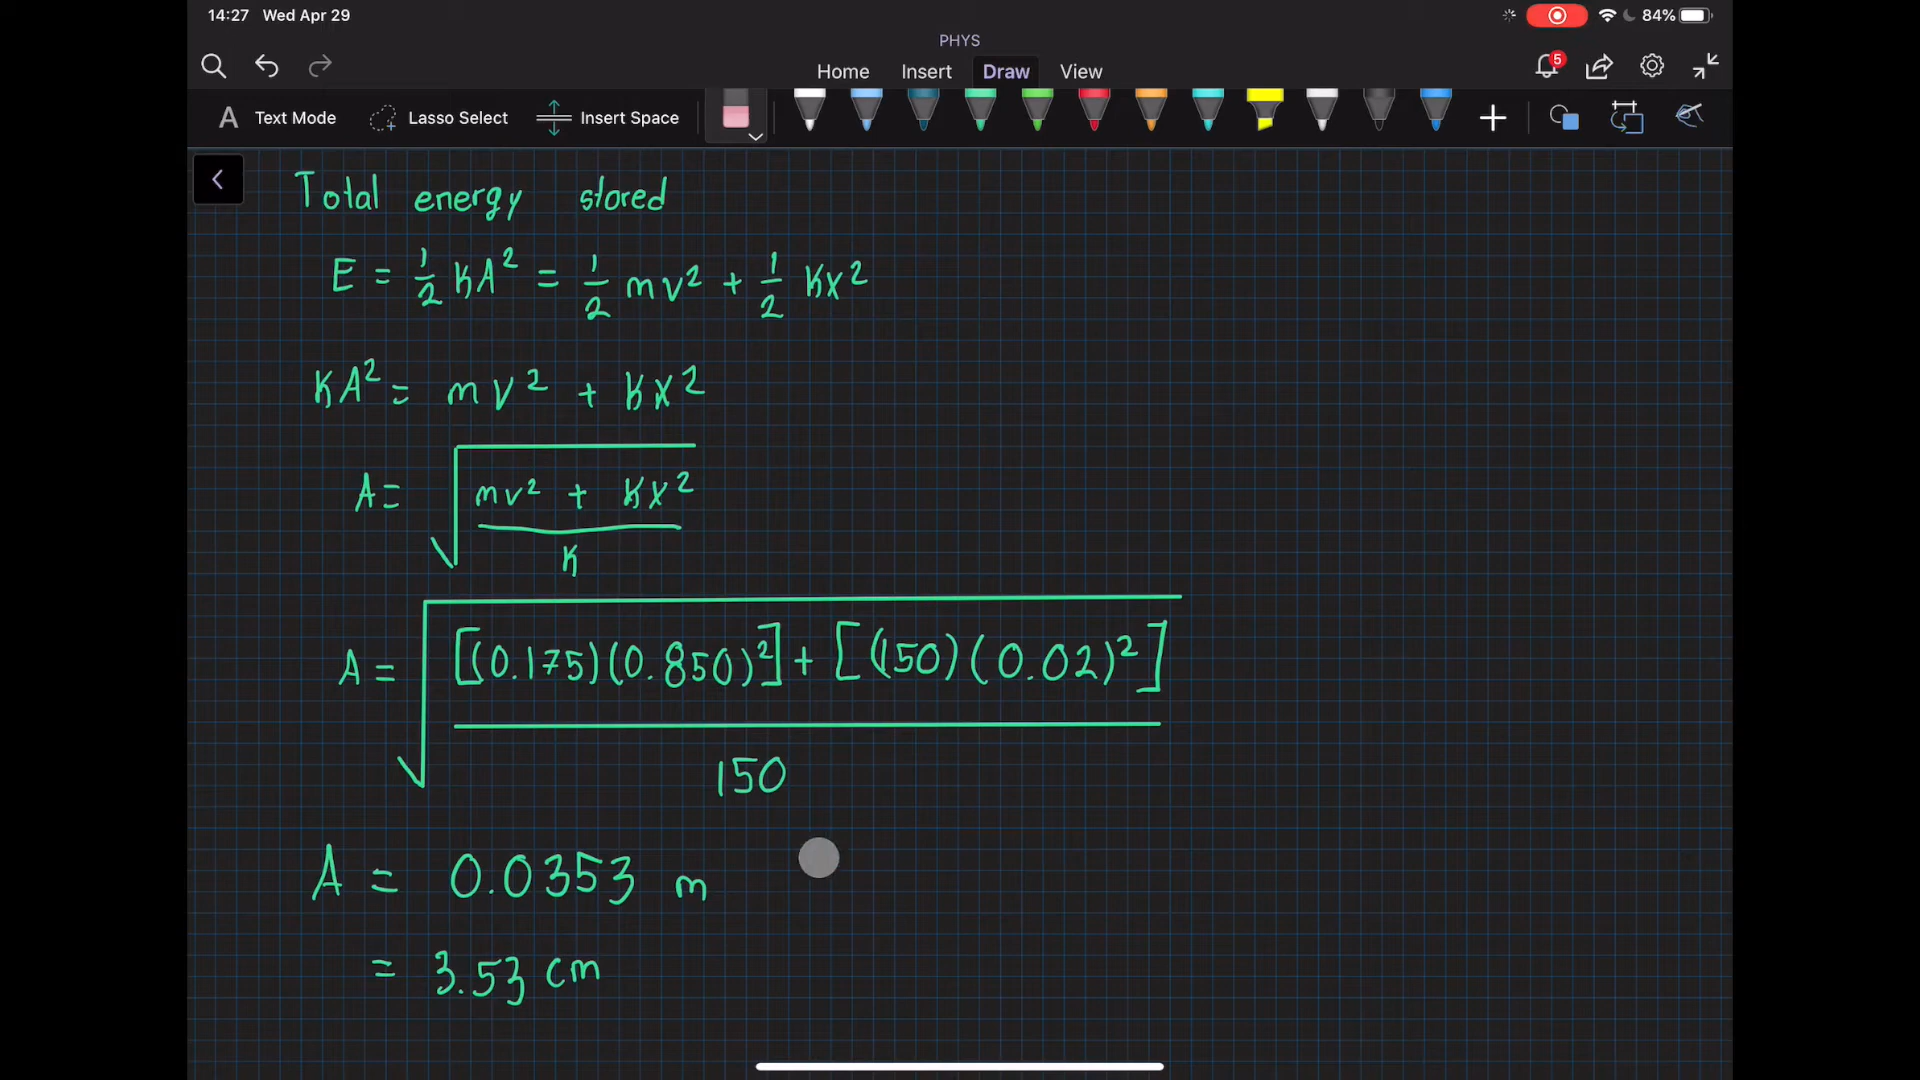 14:27 Wed Apr 29
84%
PHYS
Home Insert Draw View
5
A Text Mode Lasso Select Insert Space
Total energy stored
E = 1/2 KA² = 1/2 mv² + 1/2 Kx²
KA² = mv² + Kx²
A = √((mv² + Kx²)/K)
A = √(([(0.175)(0.850)²] + [(150)(0.02)²])/150)
A = 0.0353 m
= 3.53 cm